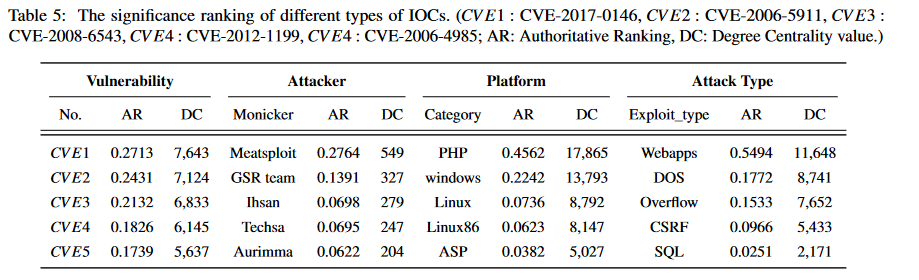 Table 5: The significance ranking of different types of IOCs. (CVE1 : CVE-2017-0146, CVE2 : CVE-2006-5911, CVE3 :
CVE-2008-6543, CVE4 : CVE-2012-1199, CVE4 : CVE-2006-4985; AR: Authoritative Ranking, DC: Degree Centrality value.)
Vulnerability Attacker Platform Attack Type
No. AR DC Monicker AR DC Category AR DC Exploit_type AR DC
CVE1 0.2713 7,643 Meatsploit 0.2764 549 PHP 0.4562 17,865 Webapps 0.5494 11,648
CVE2 0.2431 7,124 GSR team 0.1391 327 windows 0.2242 13,793 DOS 0.1772 8,741
CVE3 0.2132 6,833 Ihsan 0.0698 279 Linux 0.0736 8,792 Overflow 0.1533 7,652
CVE4 0.1826 6,145 Techsa 0.0695 247 Linux86 0.0623 8,147 CSRF 0.0966 5,433
CVE5 0.1739 5,637 Aurimma 0.0622 204 ASP 0.0382 5,027 SQL 0.0251 2,171